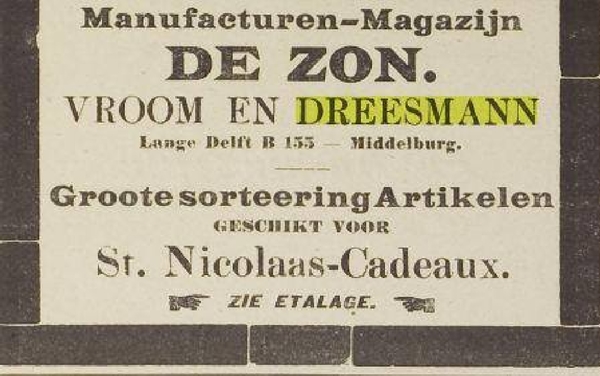 Manufacturen-Magazijn
DE ZON.
VROOM EN DREESMANN
Lange Delft B 155 — Middelburg.
Groote sorteering Artikelen
GESCHIKT VOOR
St. Nicolaas-Cadeaux.
ZIE ETALAGE.